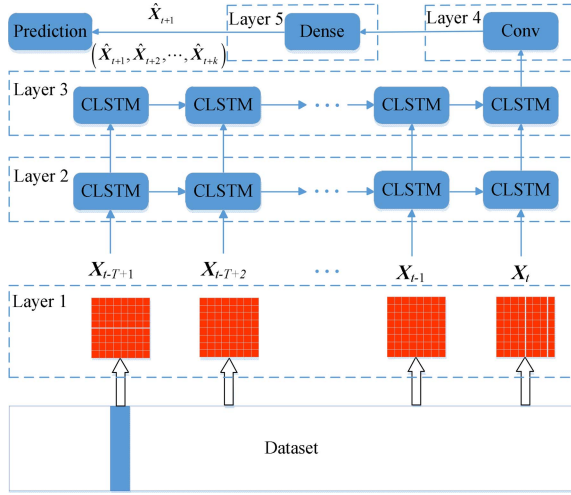 Prediction
X̂t+1
Layer 5
Dense
Layer 4
Conv
(X̂t+1, X̂t+2, ⋯, X̂t+k)
Layer 3
CLSTM CLSTM ··· CLSTM CLSTM
Layer 2
CLSTM CLSTM ··· CLSTM CLSTM
Xt-T+1 Xt-T+2 ··· Xt-1 Xt
Layer 1
Dataset